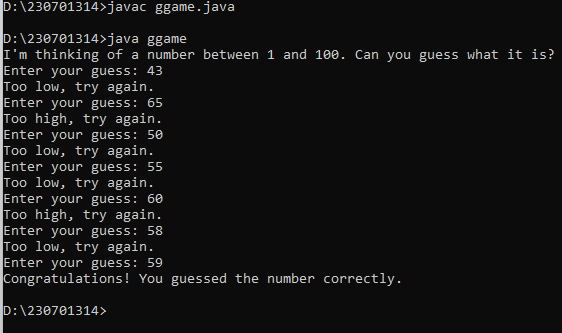 D:\230701314>javac ggame.java
D:\230701314>java ggame
I'm thinking of a number between 1 and 100. Can you guess what it is?
Enter your guess: 43
Too low, try again.
Enter your guess: 65
Too high, try again.
Enter your guess: 50
Too low, try again.
Enter your guess: 55
Too low, try again.
Enter your guess: 60
Too high, try again.
Enter your guess: 58
Too low, try again.
Enter your guess: 59
Congratulations! You guessed the number correctly.
D:\230701314>